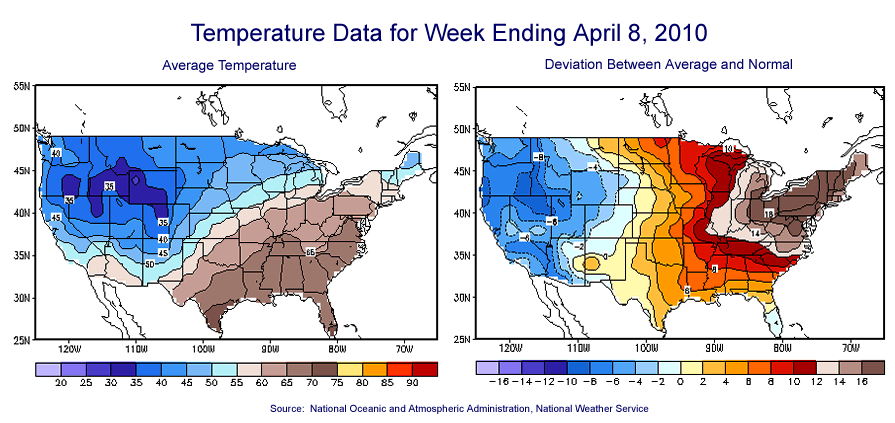 Temperature Data for Week Ending April 8, 2010
Average Temperature
Deviation Between Average and Normal
55N
50N
45N
40N
35N
30N
25N
120W 110W 100W 90W 80W 70W
40
35
35
45
35
40
45
50
65
20 25 30 35 40 45 50 55 60 65 70 75 80 85 90
55N
50N
45N
40N
35N
30N
25N
120W 110W 100W 90W 80W 70W
-8
-4
10
-6
-6
-2
16
14
8
6
-16 -14 -12 -10 -8 -6 -4 -2 0 2 4 6 8 10 12 14 16
Source: National Oceanic and Atmospheric Administration, National Weather Service